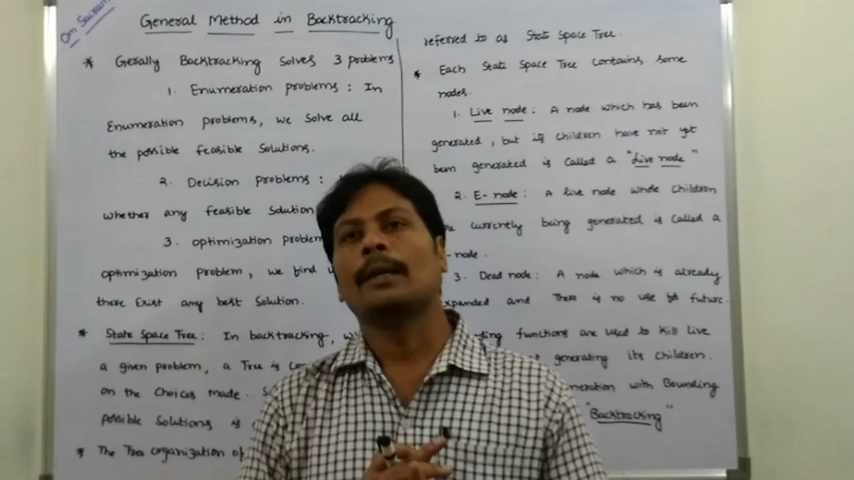 Om Sairam
General Method in Backtracking
* Gerally Backtracking Solves 3 problems
1. Enumeration problems : In
Enumeration problems, we solve all
the possible feasible Solutions.
2. Decision problems :
whether any feasible Solution
3. optimization problem
optimization problem, we find
there Exist any best Solution.
* State Space Tree : In backtracking,
a given problem, a Tree is
on the Choices made.
possible Solutions is
* The Tree organization of
referred to as State Space Tree.
* Each State Space Tree Contains some
nodes.
1. Live node : A node which has been
generated, but its children have not yet
been generated is called a "Live node"
2. E-node : A live node whose children
currently being generated is called a
-node.
3. Dead node : A node which is already
expanded and There is no use of future.
functions are used to kill live
generating its children.
with Bounding
"Backtracking"